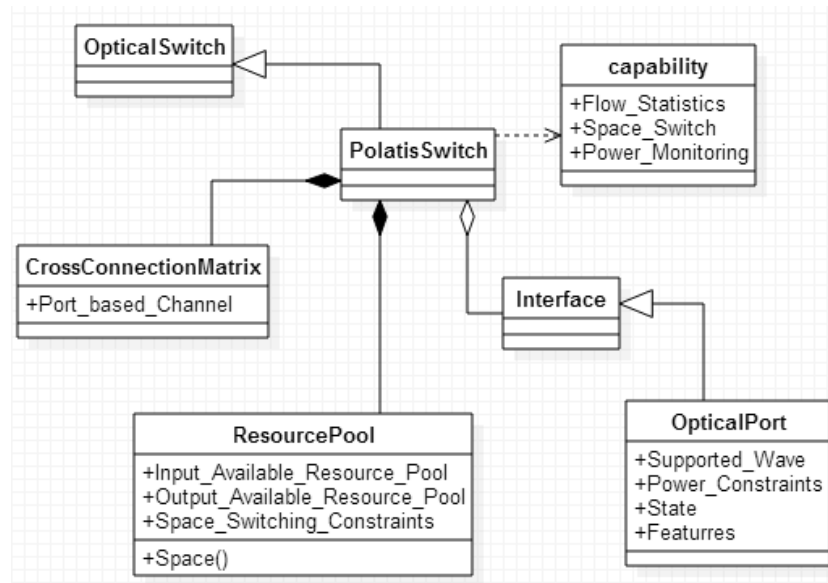 OpticalSwitch
capability
+Flow_Statistics
+Space_Switch
+Power_Monitoring
PolatisSwitch
CrossConnectionMatrix
+Port_based_Channel
Interface
ResourcePool
+Input_Available_Resource_Pool
+Output_Available_Resource_Pool
+Space_Switching_Constraints
+Space()
OpticalPort
+Supported_Wave
+Power_Constraints
+State
+Featurres